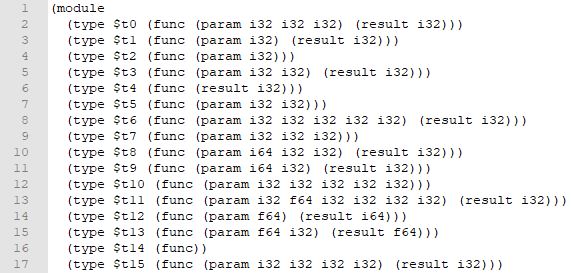 1 (module
2 (type $t0 (func (param i32 i32 i32) (result i32)))
3 (type $t1 (func (param i32) (result i32)))
4 (type $t2 (func (param i32)))
5 (type $t3 (func (param i32 i32) (result i32)))
6 (type $t4 (func (result i32)))
7 (type $t5 (func (param i32 i32)))
8 (type $t6 (func (param i32 i32 i32 i32 i32) (result i32)))
9 (type $t7 (func (param i32 i32 i32)))
10 (type $t8 (func (param i64 i32 i32) (result i32)))
11 (type $t9 (func (param i64 i32) (result i32)))
12 (type $t10 (func (param i32 i32 i32 i32 i32)))
13 (type $t11 (func (param i32 f64 i32 i32 i32 i32) (result i32)))
14 (type $t12 (func (param f64) (result i64)))
15 (type $t13 (func (param f64 i32) (result f64)))
16 (type $t14 (func))
17 (type $t15 (func (param i32 i32 i32 i32) (result i32)))